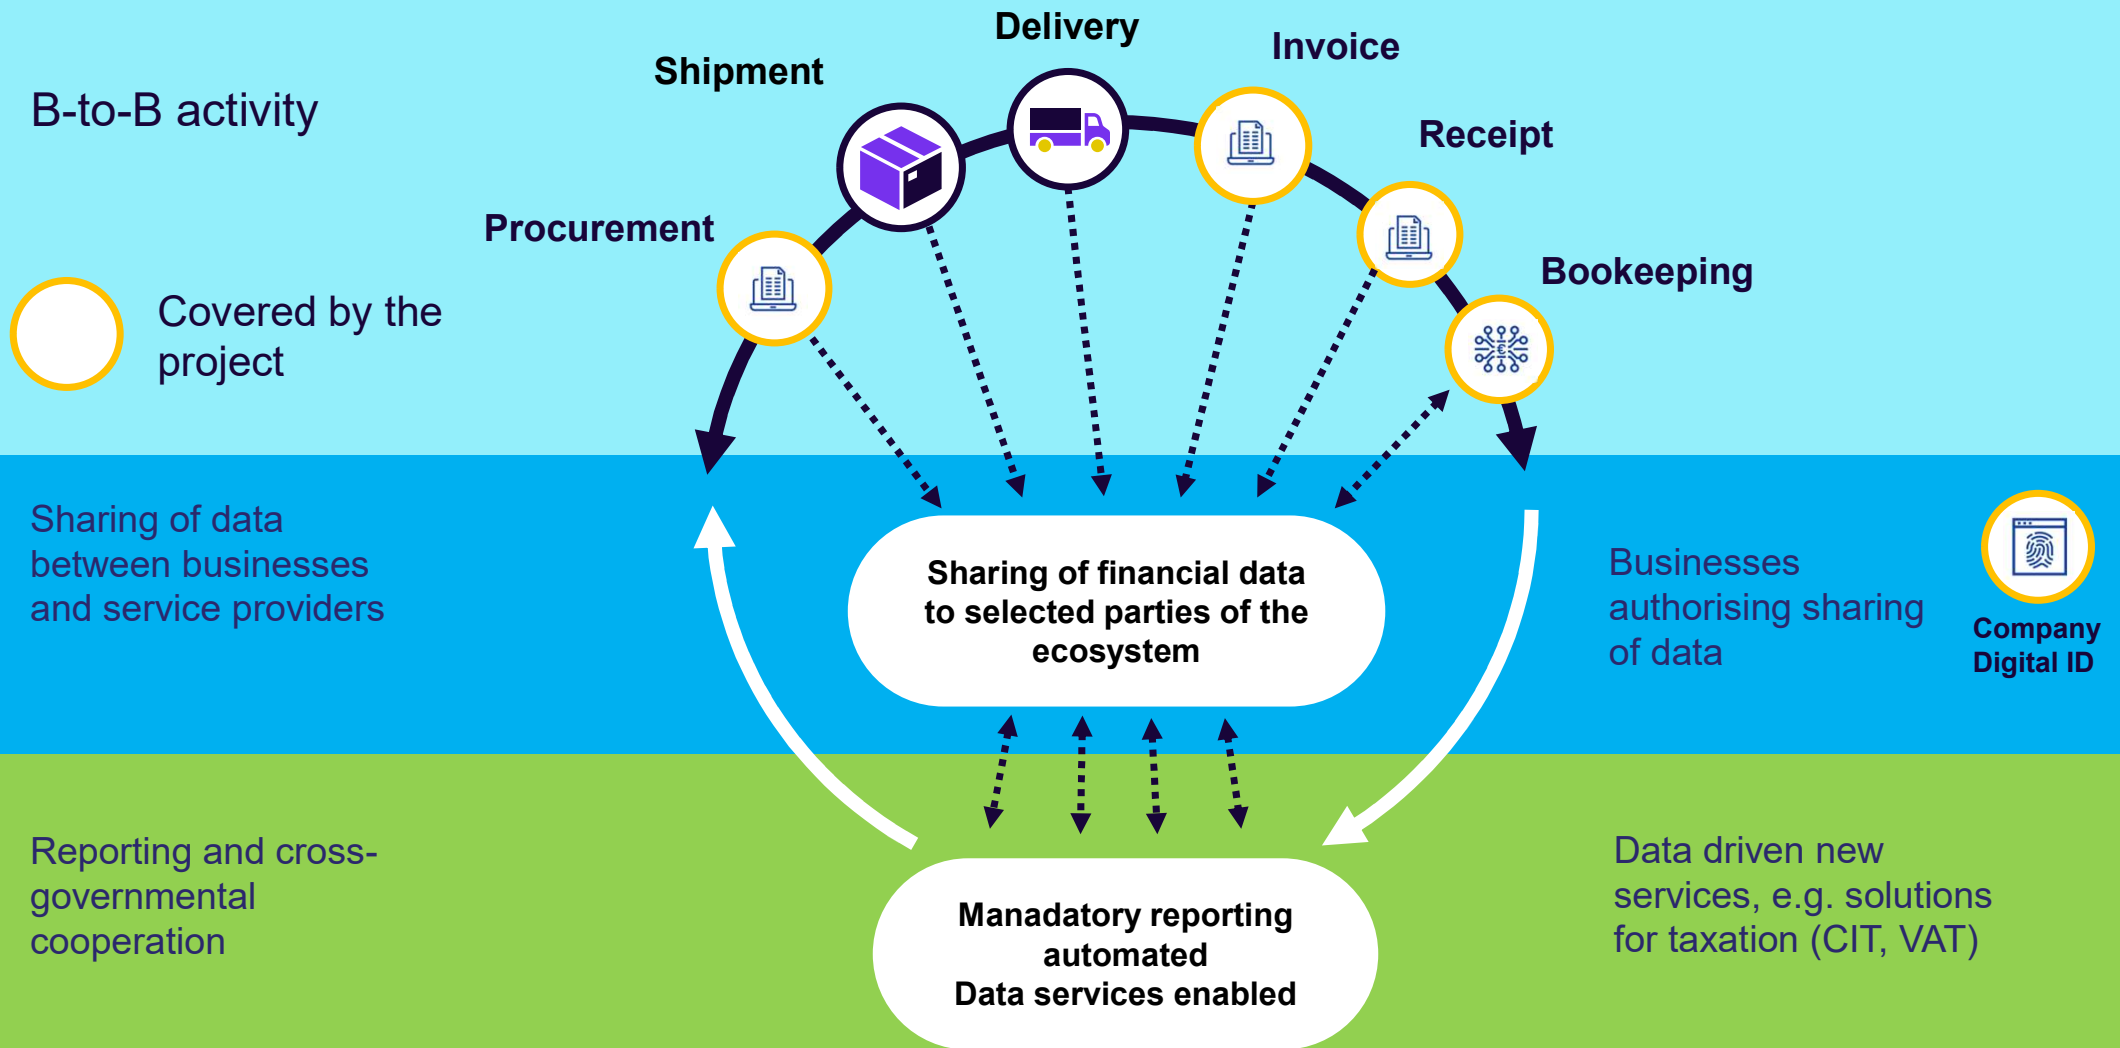 Delivery
Invoice
Shipment
B-to-B activity
Receipt
Procurement
Bookeeping
Covered by the
project
€
Sharing of data
between businesses
and service providers
Sharing of financial data
to selected parties of the
ecosystem
Businesses
authorising sharing
of data
Company
Digital ID
Reporting and cross-
governmental
cooperation
Manadatory reporting
automated
Data services enabled
Data driven new
services, e.g. solutions
for taxation (CIT, VAT)